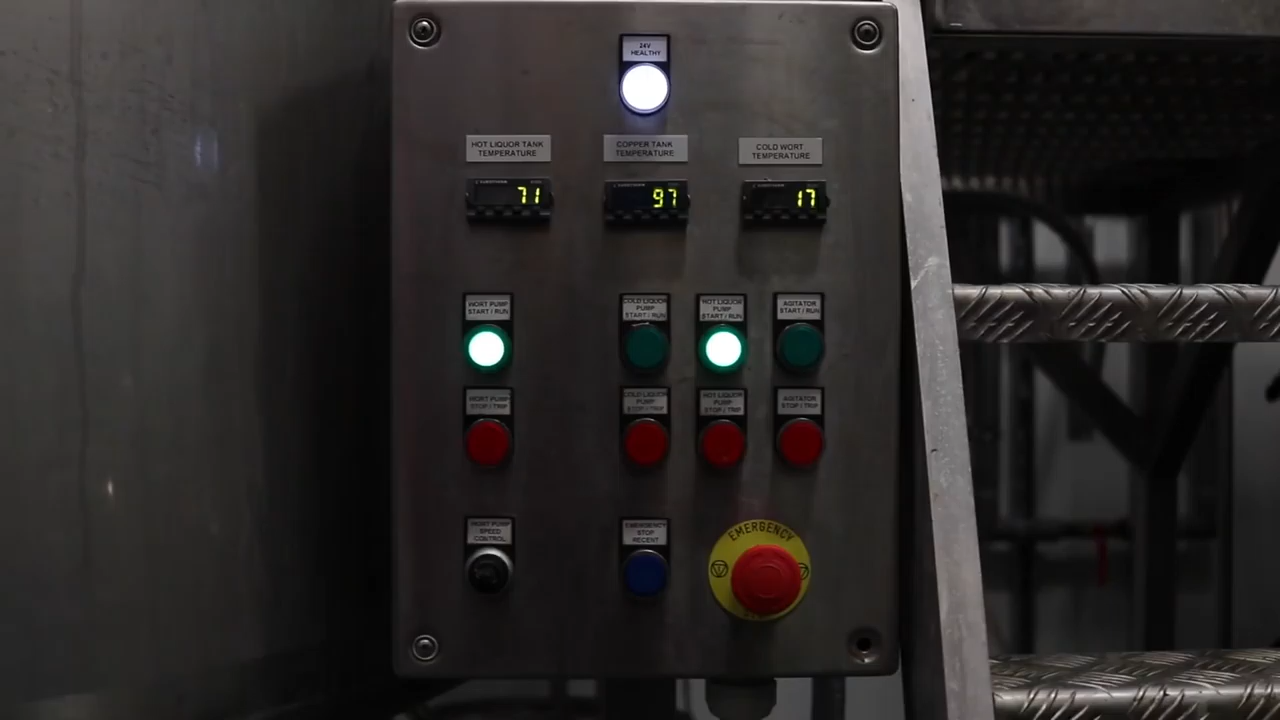 24V
HEALTHY
HOT LIQUOR TANK
TEMPERATURE
COPPER TANK
TEMPERATURE
COLD WORT
TEMPERATURE
71
97
17
WORT PUMP
START / RUN
COLD LIQUOR
PUMP
START / RUN
HOT LIQUOR
PUMP
START / RUN
AGITATOR
START / RUN
WORT PUMP
STOP / TRIP
COLD LIQUOR
PUMP
STOP / TRIP
HOT LIQUOR
PUMP
STOP / TRIP
AGITATOR
STOP / TRIP
WORT PUMP
SPEED
CONTROL
EMERGENCY
STOP
RECENT
EMERGENCY